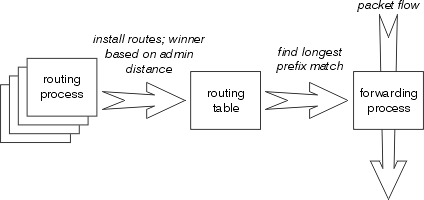 packet flow
install routes; winner
based on admin
distance
find longest
prefix match
routing
process
routing
table
forwarding
process